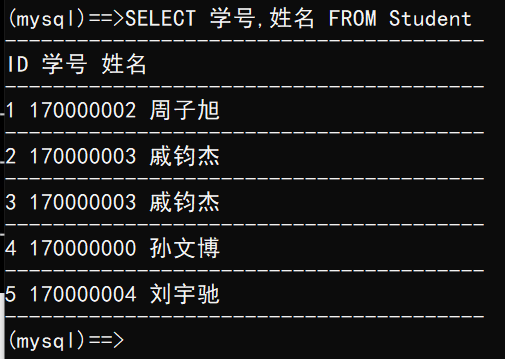 (mysql)==>SELECT 学号,姓名 FROM Student
ID 学号 姓名
1 170000002 周子旭
2 170000003 戚钧杰
3 170000003 戚钧杰
4 170000000 孙文博
5 170000004 刘宇驰
(mysql)==>